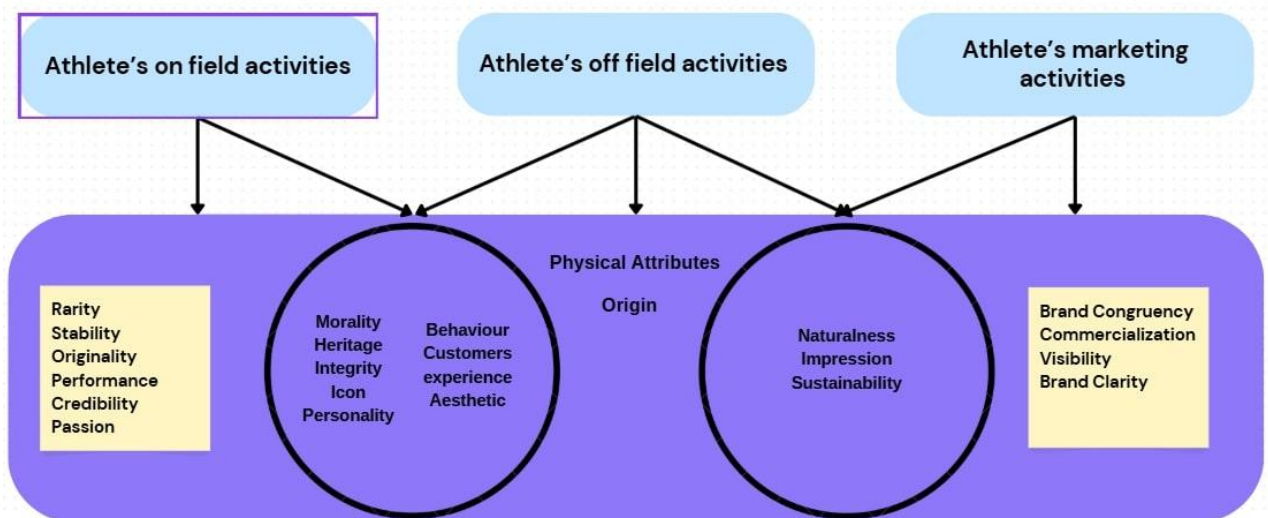 Athlete's on field activities
Athlete's off field activities
Athlete's marketing
activities
Physical Attributes
Origin
Rarity
Stability
Originality
Performance
Credibility
Passion
Morality
Heritage
Integrity
Icon
Personality
Behaviour
Customers
experience
Aesthetic
Naturalness
Impression
Sustainability
Brand Congruency
Commercialization
Visibility
Brand Clarity